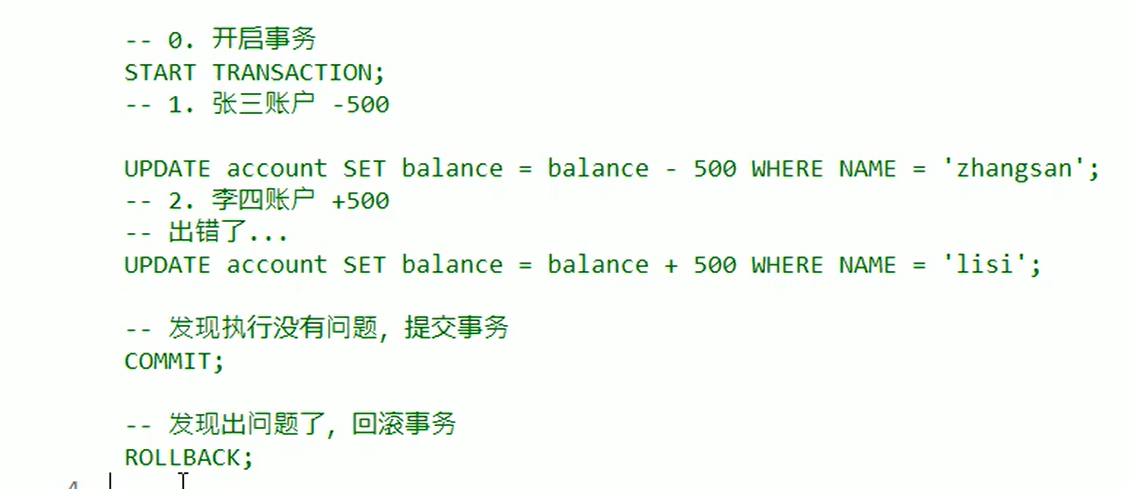 -- 0. 开启事务
START TRANSACTION;
-- 1. 张三账户 -500
UPDATE account SET balance = balance - 500 WHERE NAME = 'zhangsan';
-- 2. 李四账户 +500
-- 出错了...
UPDATE account SET balance = balance + 500 WHERE NAME = 'lisi';
-- 发现执行没有问题，提交事务
COMMIT;
-- 发现出问题了，回滚事务
ROLLBACK;